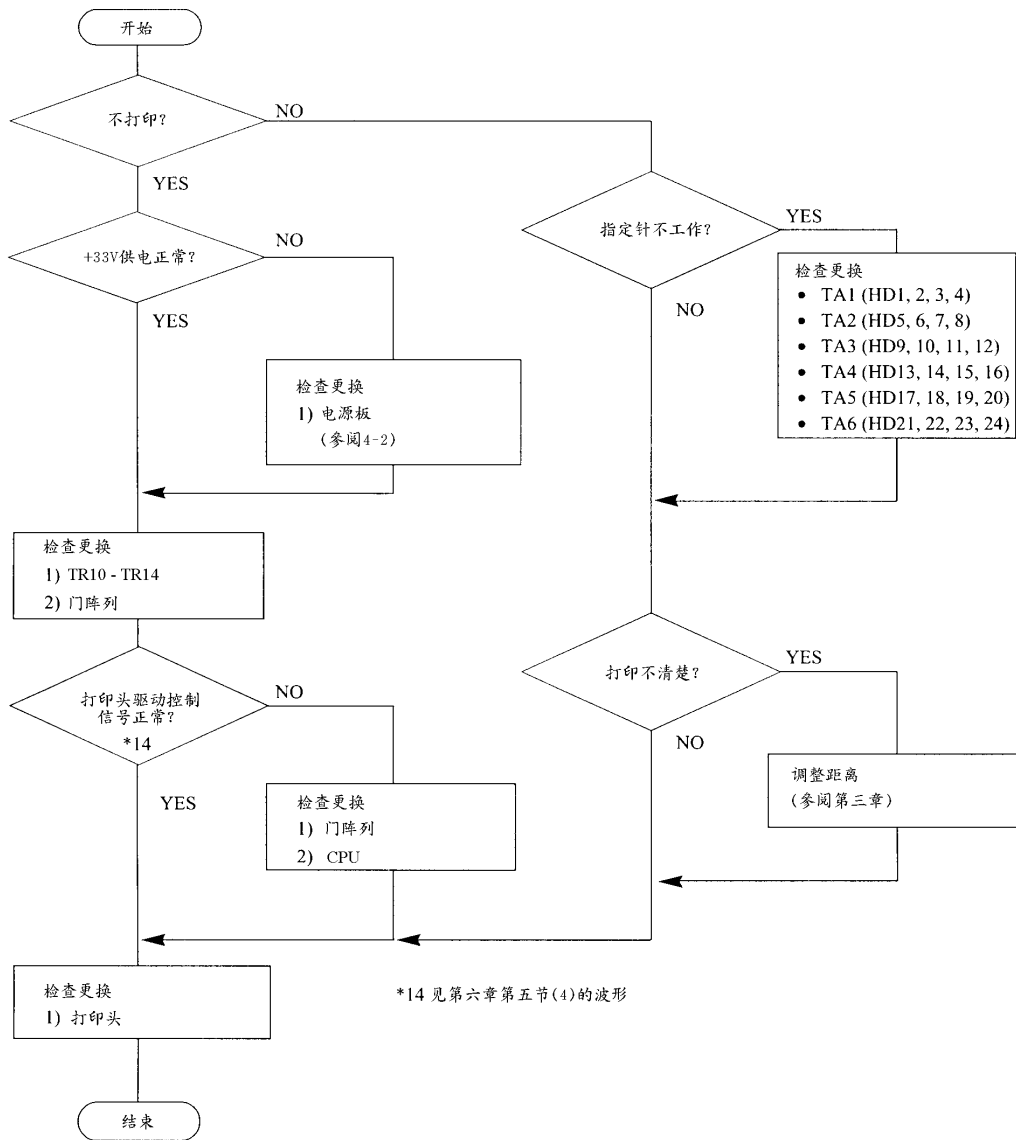 开始
不打印?
NO
YES
+33V供电正常?
NO
YES
检查更换
1) 电源板
(参阅4-2)
检查更换
1) TR10 - TR14
2) 门阵列
打印头驱动控制
信号正常?
*14
NO
YES
检查更换
1) 门阵列
2) CPU
检查更换
1) 打印头
结束
指定针不工作?
YES
NO
检查更换
• TA1 (HD1, 2, 3, 4)
• TA2 (HD5, 6, 7, 8)
• TA3 (HD9, 10, 11, 12)
• TA4 (HD13, 14, 15, 16)
• TA5 (HD17, 18, 19, 20)
• TA6 (HD21, 22, 23, 24)
打印不清楚?
YES
NO
调整距离
(参阅第三章)
*14 见第六章第五节(4)的波形